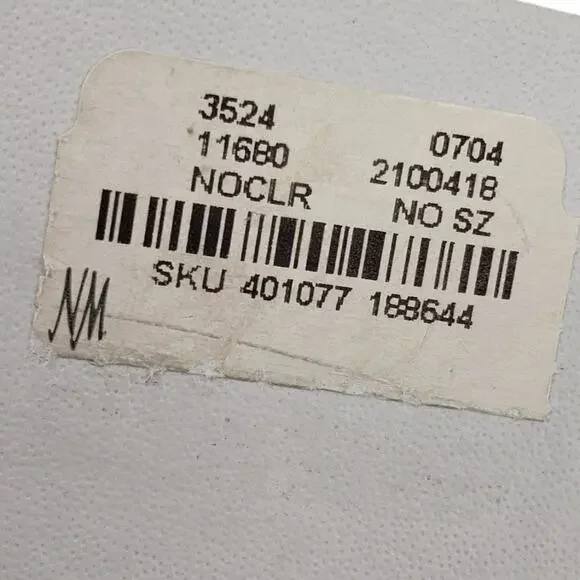 3524 0704
11680 2100418
NOCLR NO SZ
SKU 401077 188644
NM